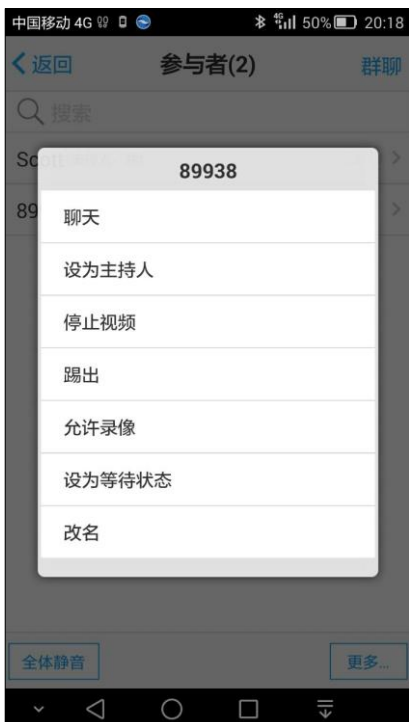 中国移动 4G 50% 20:18
返回 参与者(2) 群聊
搜索
Scott
89938
聊天
设为主持人
停止视频
踢出
允许录像
设为等待状态
改名
全体静音 更多...